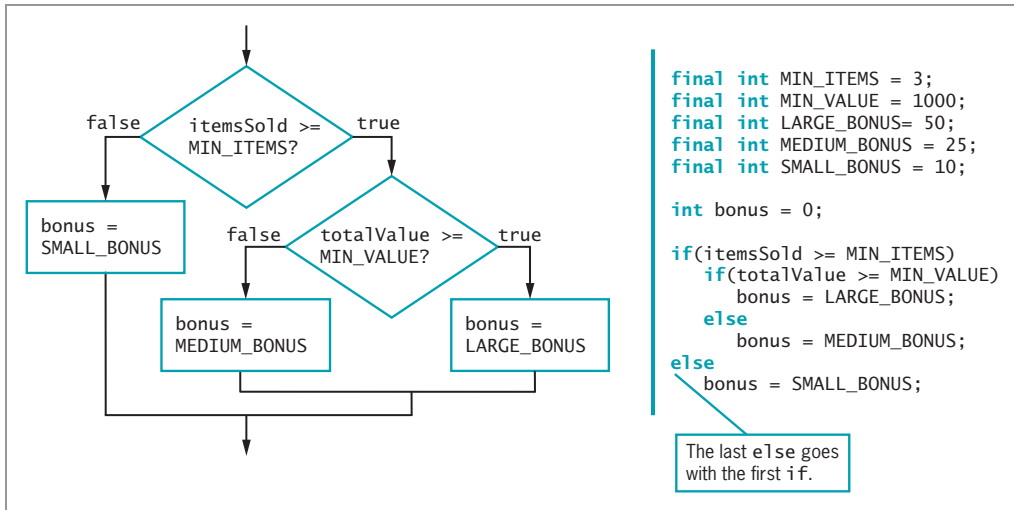 false
itemsSold >=
MIN_ITEMS?
true
bonus =
SMALL_BONUS
false
totalValue >=
MIN_VALUE?
true
bonus =
MEDIUM_BONUS
bonus =
LARGE_BONUS
final int MIN_ITEMS = 3;
final int MIN_VALUE = 1000;
final int LARGE_BONUS= 50;
final int MEDIUM_BONUS = 25;
final int SMALL_BONUS = 10;
int bonus = 0;
if(itemsSold >= MIN_ITEMS)
if(totalValue >= MIN_VALUE)
bonus = LARGE_BONUS;
else
bonus = MEDIUM_BONUS;
else
bonus = SMALL_BONUS;
The last else goes
with the first if.